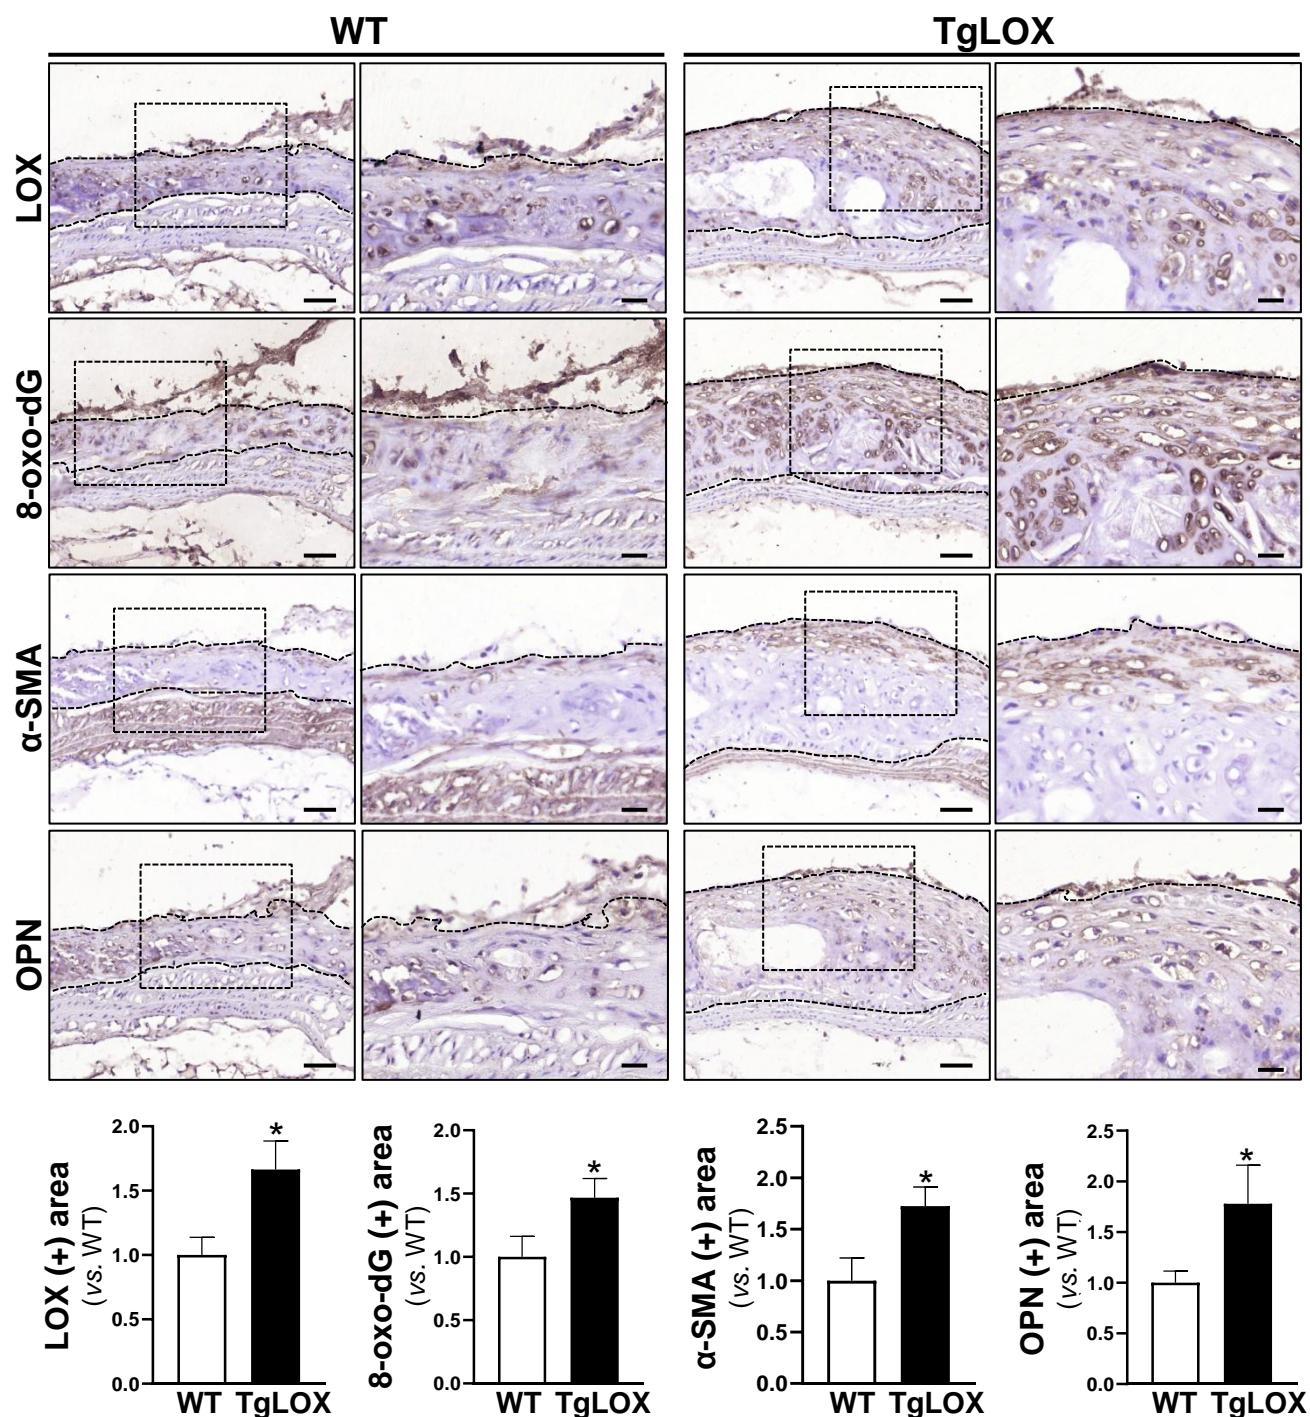 WT
TgLOX
LOX
8-oxo-dG
α-SMA
OPN
LOX (+) area
(vs. WT)
2.0
1.5
1.0
0.5
0.0
WT TgLOX
*
8-oxo-dG (+) area
(vs. WT)
2.0
1.5
1.0
0.5
0.0
WT TgLOX
*
α-SMA (+) area
(vs. WT)
2.5
2.0
1.5
1.0
0.5
0.0
WT TgLOX
*
OPN (+) area
(vs. WT)
2.5
2.0
1.5
1.0
0.5
0.0
WT TgLOX
*